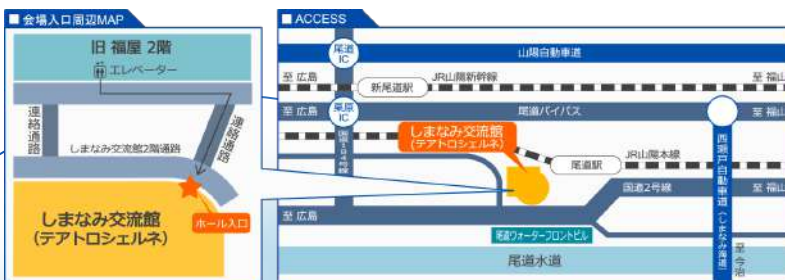 ■ 会場入口周辺MAP
旧 福屋 2階
エレベーター
連絡通路
連絡通路
しまなみ交流館2階通路
しまなみ交流館
(テアトロシェルネ)
ホール入口
■ ACCESS
尾道
IC
山陽自動車道
至 広島
新尾道駅
JR山陽新幹線
至 福山
至 広島
栗原
IC
尾道バイパス
至 福山
国道184号線
しまなみ交流館
(テアトロシェルネ)
尾道駅
JR山陽本線
国道2号線
至 福山
西瀬戸自動車道(しまなみ海道)
至 広島
尾道ウォーターフロントビル
尾道水道
至 今治